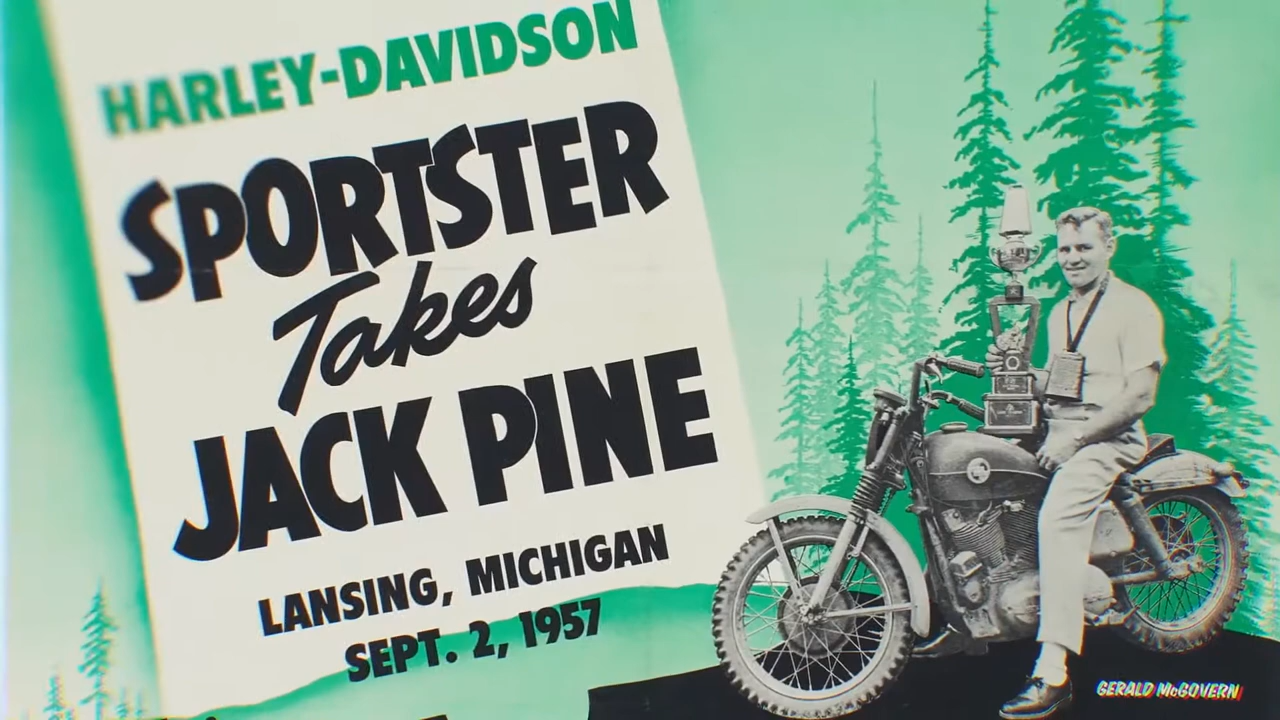 HARLEY-DAVIDSON
SPORTSTER
Takes
JACK PINE
LANSING, MICHIGAN
SEPT. 2, 1957
GERALD McGOVERN